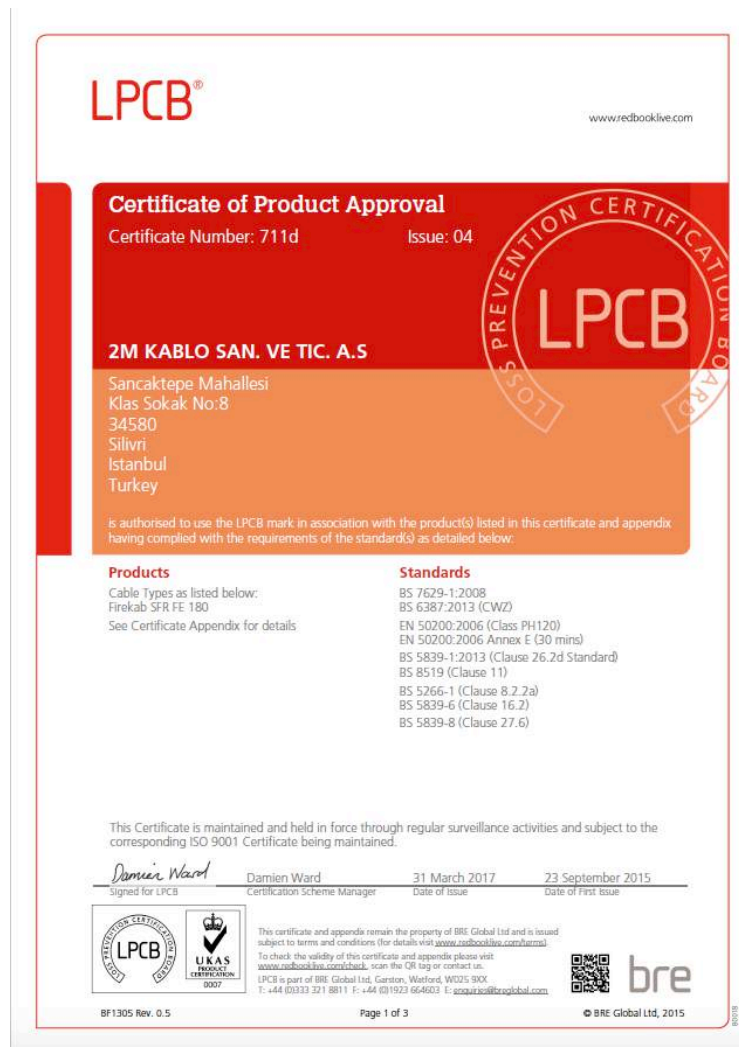 LPCB®
www.redbooklive.com
Certificate of Product Approval
Certificate Number: 711d Issue: 04
LOSS PREVENTION CERTIFICATION BOARD
LPCB
2M KABLO SAN. VE TIC. A.S
Sancaktepe Mahallesi
Klas Sokak No:8
34580
Silivri
Istanbul
Turkey
is authorised to use the LPCB mark in association with the product(s) listed in this certificate and appendix
having complied with the requirements of the standard(s) as detailed below:
Products
Cable Types as listed below:
Firekab SFR FE 180
See Certificate Appendix for details
Standards
BS 7629-1:2008
BS 6387:2013 (CWZ)
EN 50200:2006 (Class PH120)
EN 50200:2006 Annex E (30 mins)
BS 5839-1:2013 (Clause 26.2d Standard)
BS 8519 (Clause 11)
BS 5266-1 (Clause 8.2.2a)
BS 5839-6 (Clause 16.2)
BS 5839-8 (Clause 27.6)
This Certificate is maintained and held in force through regular surveillance activities and subject to the
corresponding ISO 9001 Certificate being maintained.
Damien Ward
Damien Ward 31 March 2017 23 September 2015
Signed for LPCB Certification Scheme Manager Date of Issue Date of First Issue
LOSS PREVENTION CERTIFICATION BOARD
LPCB
UKAS
PRODUCT
CERTIFICATION
0007
This certificate and appendix remain the property of BRE Global Ltd and is issued
subject to terms and conditions (for details visit www.redbooklive.com/terms).
To check the validity of this certificate and appendix please visit
www.redbooklive.com/check, scan the QR tag or contact us.
LPCB is part of BRE Global Ltd, Garston, Watford, WD25 9XX
T: +44 (0)333 321 8811 F: +44 (0)1923 664603 E: enquiries@breglobal.com
bre
BF1305 Rev. 0.5 Page 1 of 3 © BRE Global Ltd, 2015